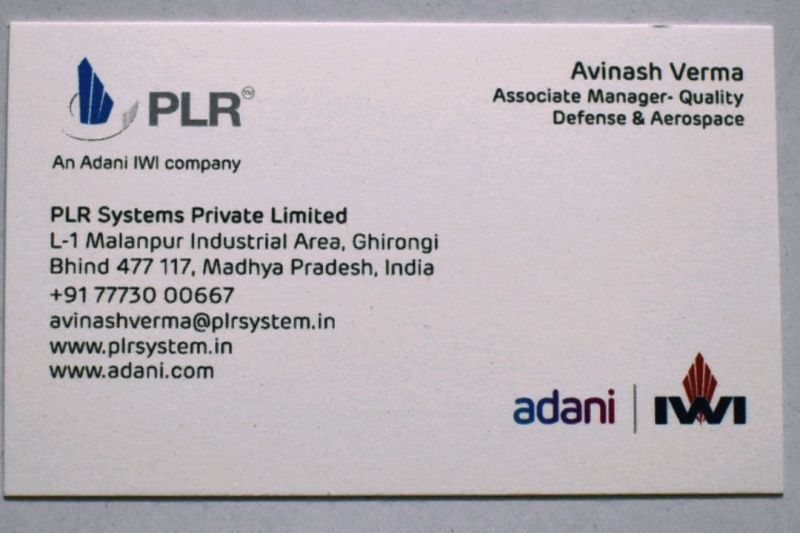 PLR™
An Adani IWI company
Avinash Verma
Associate Manager- Quality
Defense & Aerospace
PLR Systems Private Limited
L-1 Malanpur Industrial Area, Ghirongi
Bhind 477 117, Madhya Pradesh, India
+91 77730 00667
avinashverma@plrsystem.in
www.plrsystem.in
www.adani.com
adani | IWI